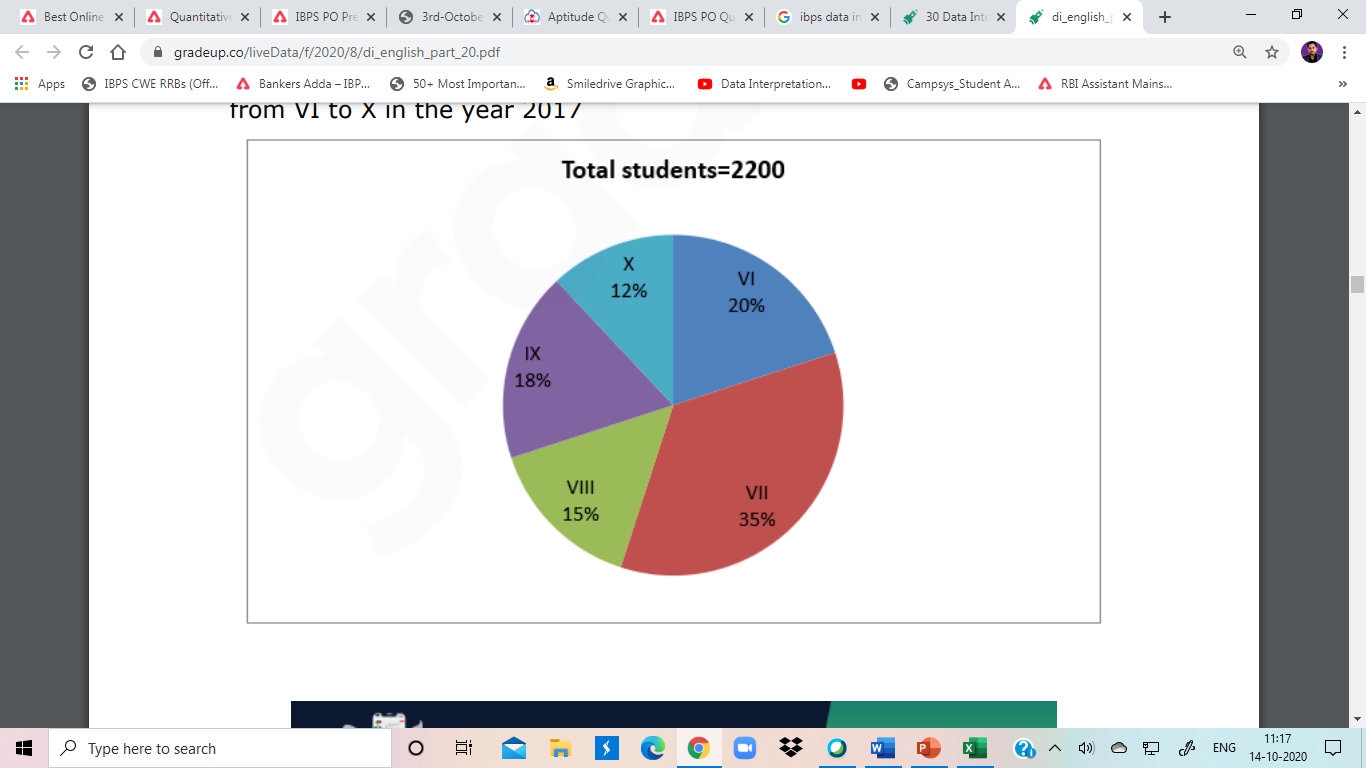 Best Online
Quantitativ
IBPS PO Pre
3rd-Octobe
Aptitude Q
IBPS PO Qu
ibps data in
30 Data Int
di_english_p
gradeup.co/liveData/f/2020/8/di_english_part_20.pdf
Apps
IBPS CWE RRBs (Off...
Bankers Adda – IBP...
50+ Most Importan...
Smiledrive Graphic...
Data Interpretation...
Campsys_Student A...
RBI Assistant Mains...
»
from VI to X in the year 2017
Total students=2200
X
12%
VI
20%
IX
18%
VIII
15%
VII
35%
Type here to search
ENG
11:17
14-10-2020